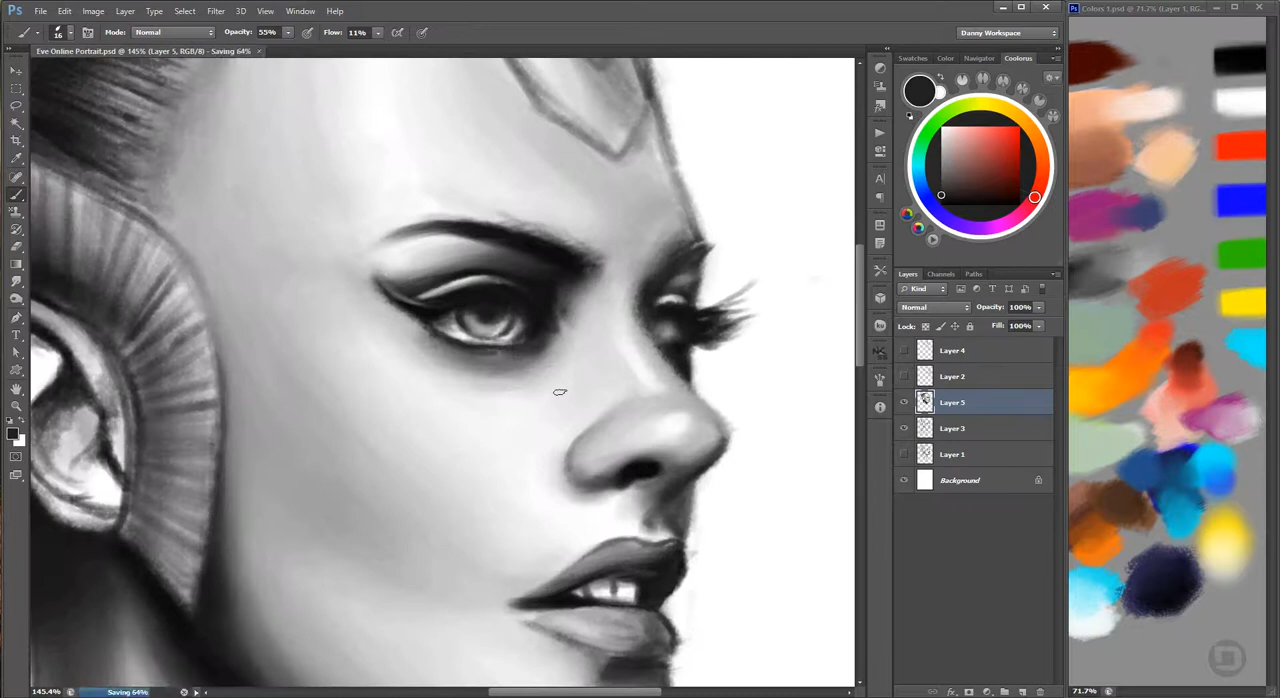 Ps File Edit Image Layer Type Select Filter 3D View Window Help
Colors 1.psd @ 71.7% (Layer 1, RG...
16 Mode: Normal Opacity: 55% Flow: 11% Danny Workspace
Eve Online Portrait.psd @ 145% (Layer 5, RGB/8) - Saving 64% ×
Swatches Color Navigator Coolorus
Layers Channels Paths
Kind
Normal Opacity: 100%
Lock: Fill: 100%
Layer 4
Layer 2
Layer 5
Layer 3
Layer 1
Background
145.4% Saving 64%
71.7%